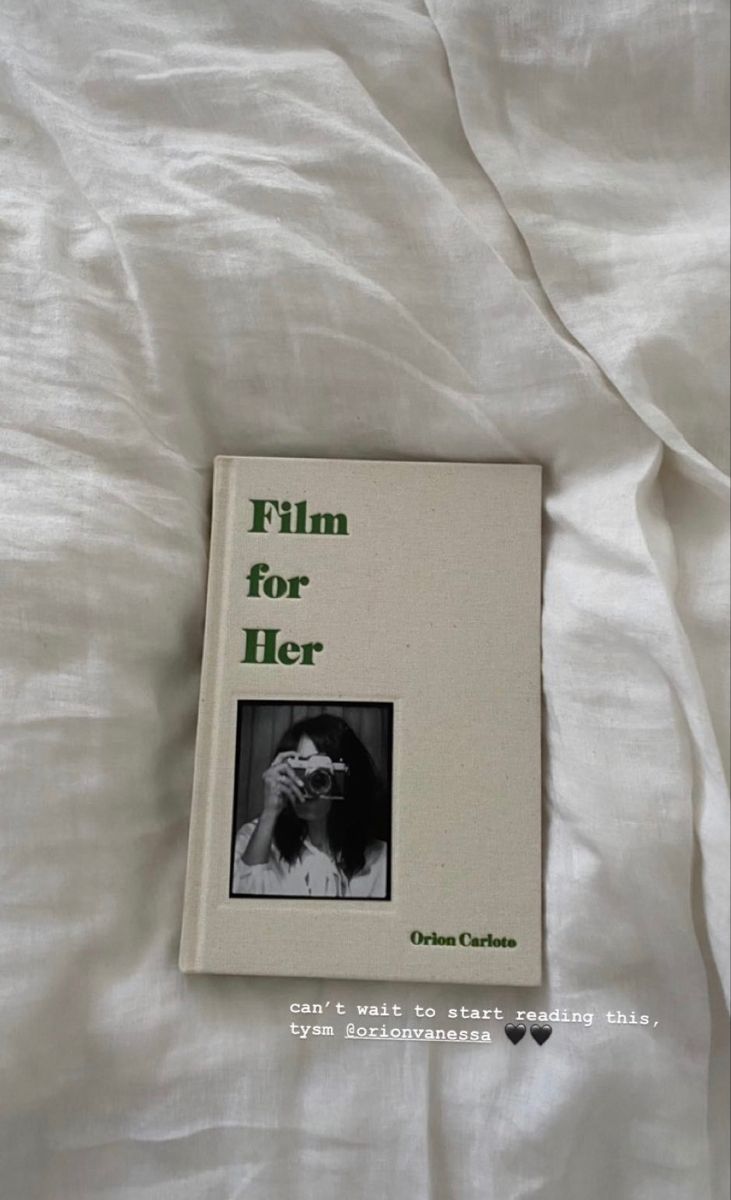 Film
for
Her
Orion Carloto
can't wait to start reading this,
tysm @orionvanessa 🖤🖤